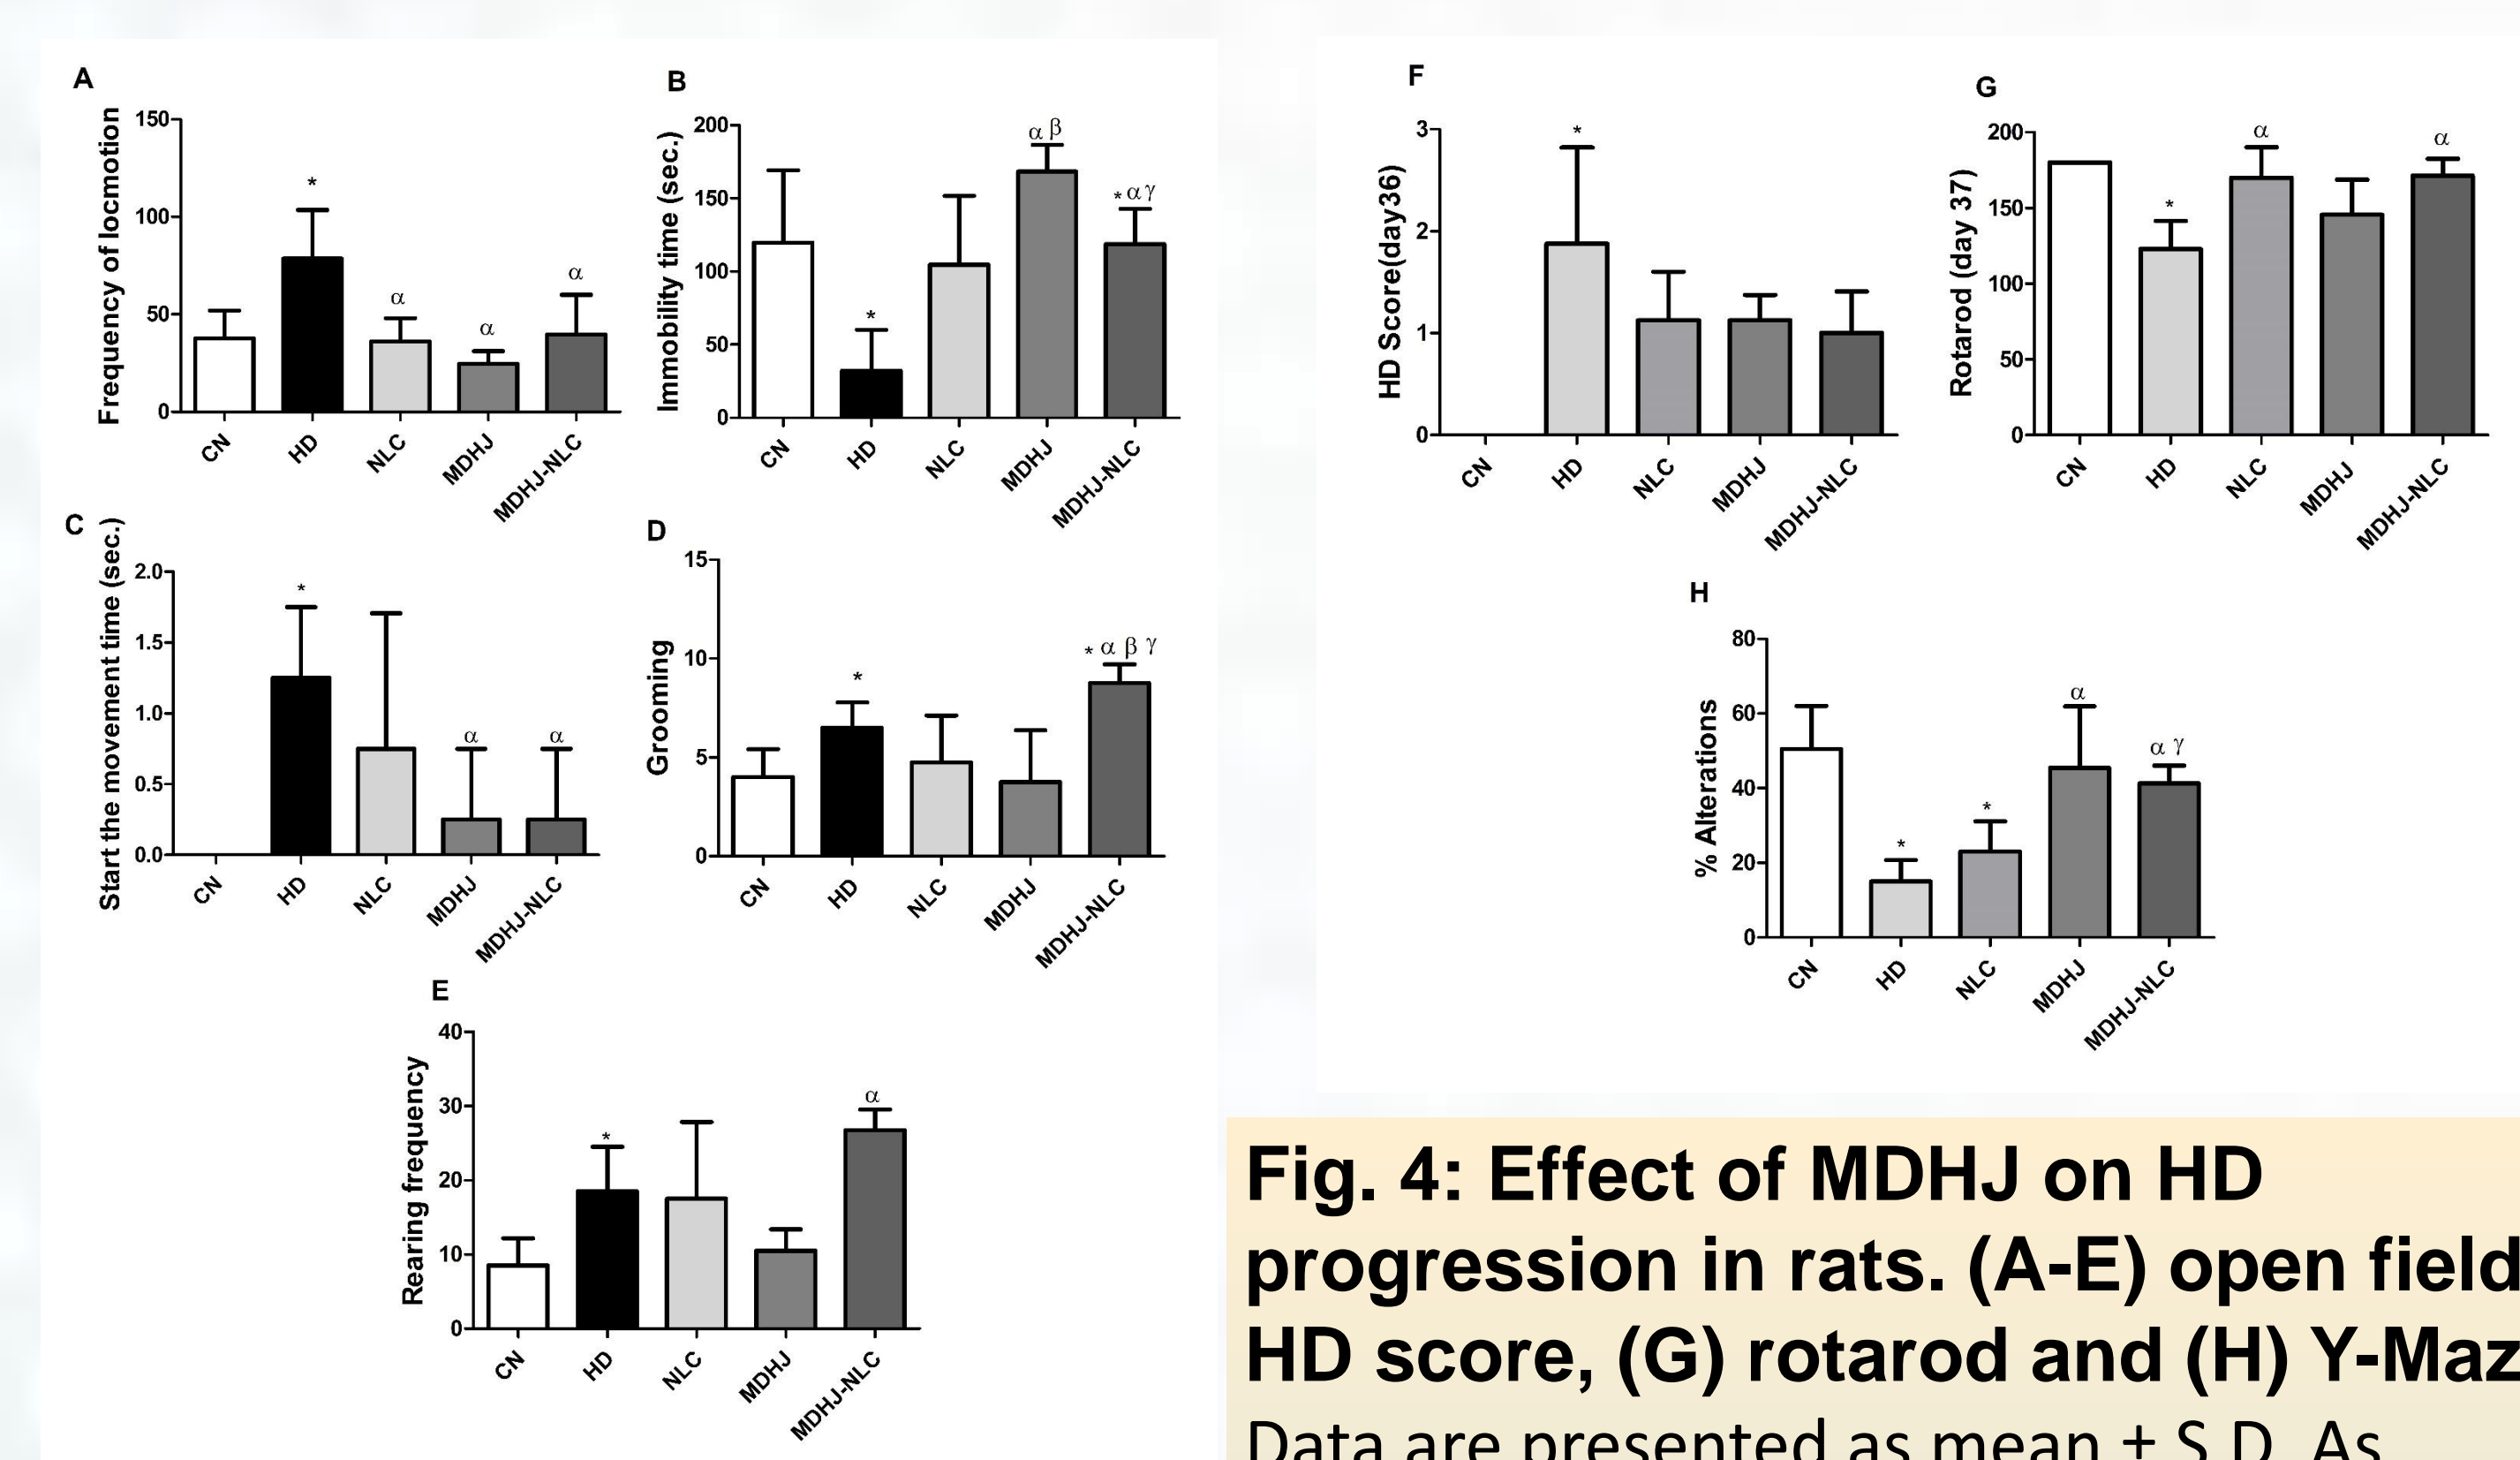 A
Frequency of locmotion
150
100
50
0
*
α
α
α
CN
HD
NLC
MDHJ
MDHJ-NLC
B
Immobility time (sec.)
200
150
100
50
0
*
α β
* α γ
CN
HD
NLC
MDHJ
MDHJ-NLC
C
Start the movement time (sec.)
2.0
1.5
1.0
0.5
0.0
*
α
α
CN
HD
NLC
MDHJ
MDHJ-NLC
D
Grooming
15
10
5
0
*
* α β γ
CN
HD
NLC
MDHJ
MDHJ-NLC
E
Rearing frequency
40
30
20
10
0
*
α
CN
HD
NLC
MDHJ
MDHJ-NLC
F
HD Score(day36)
3
2
1
0
*
CN
HD
NLC
MDHJ
MDHJ-NLC
G
Rotarod (day 37)
200
150
100
50
0
*
α
α
CN
HD
NLC
MDHJ
MDHJ-NLC
H
% Alterations
80
60
40
20
0
*
*
α
α γ
CN
HD
NLC
MDHJ
MDHJ-NLC
Fig. 4: Effect of MDHJ on HD
progression in rats. (A-E) open field
HD score, (G) rotarod and (H) Y-Maz
Data are presented as mean ± S.D. As